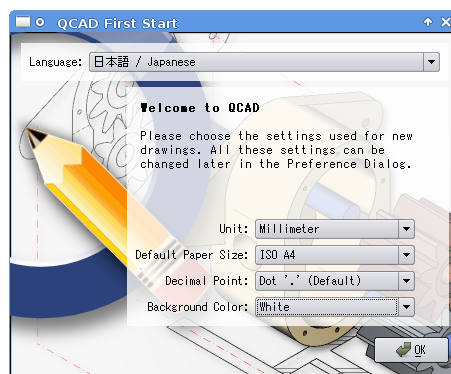 QCAD First Start
Language: 日本語 / Japanese
Welcome to QCAD
Please choose the settings used for new
drawings. All these settings can be
changed later in the Preference Dialog.
Unit: Millimeter
Default Paper Size: ISO A4
Decimal Point: Dot '.' (Default)
Background Color: White
OK